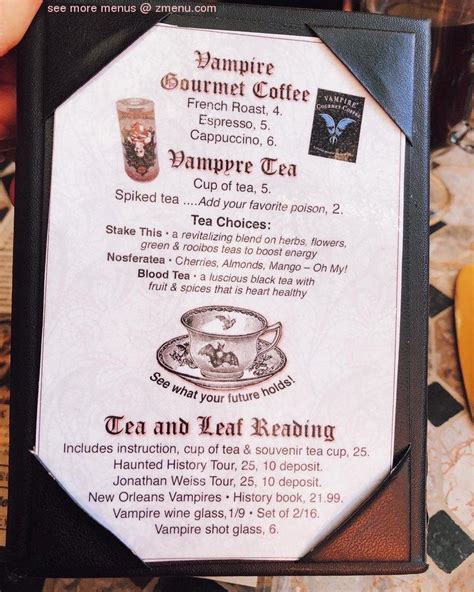 see more menus @ zmenu.com
Vampire
Gourmet Coffee
French Roast, 4.
Espresso, 5.
Cappuccino, 6.
VAMPIRE
Gourmet Coffee
Vampyre Tea
Cup of tea, 5.
Spiked tea ....Add your favorite poison, 2.
Tea Choices:
Stake This • a revitalizing blend on herbs, flowers,
green & rooibos teas to boost energy
Nosferatea • Cherries, Almonds, Mango – Oh My!
Blood Tea • a luscious black tea with
fruit & spices that is heart healthy
See what your future holds!
Tea and Leaf Reading
Includes instruction, cup of tea & souvenir tea cup, 25.
Haunted History Tour, 25, 10 deposit.
Jonathan Weiss Tour, 25, 10 deposit.
New Orleans Vampires • History book, 21.99.
Vampire wine glass,1/9 • Set of 2/16.
Vampire shot glass, 6.